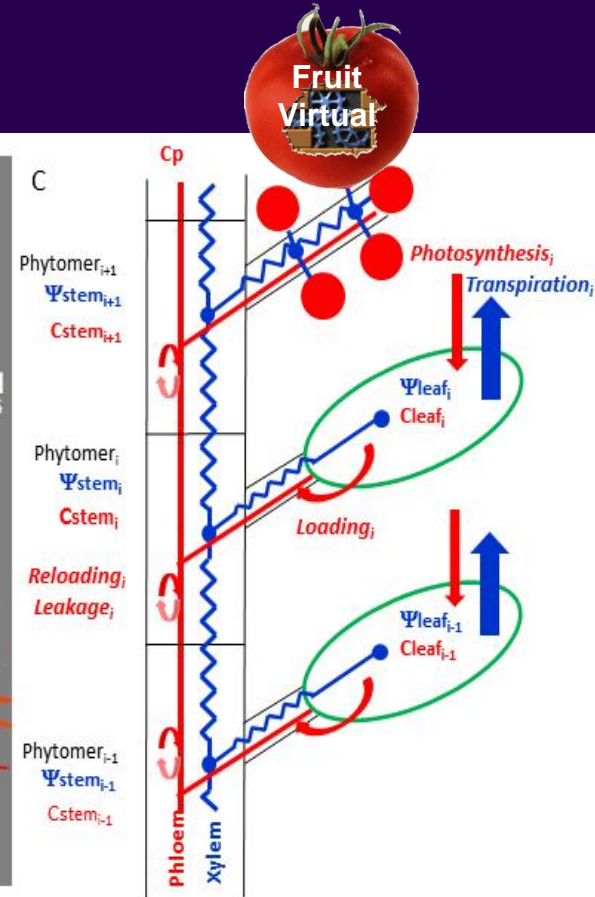 Fruit
Virtual
Cp
C
Photosynthesisᵢ
Transpirationᵢ
Phytomerᵢ₊₁
Ψstemᵢ₊₁
Cstemᵢ₊₁
Ψleafᵢ
Cleafᵢ
Phytomerᵢ
Ψstemᵢ
Cstemᵢ
Loadingᵢ
Reloadingᵢ
Leakageᵢ
Ψleafᵢ₋₁
Cleafᵢ₋₁
Phytomerᵢ₋₁
Ψstemᵢ₋₁
Cstemᵢ₋₁
Phloem
Xylem